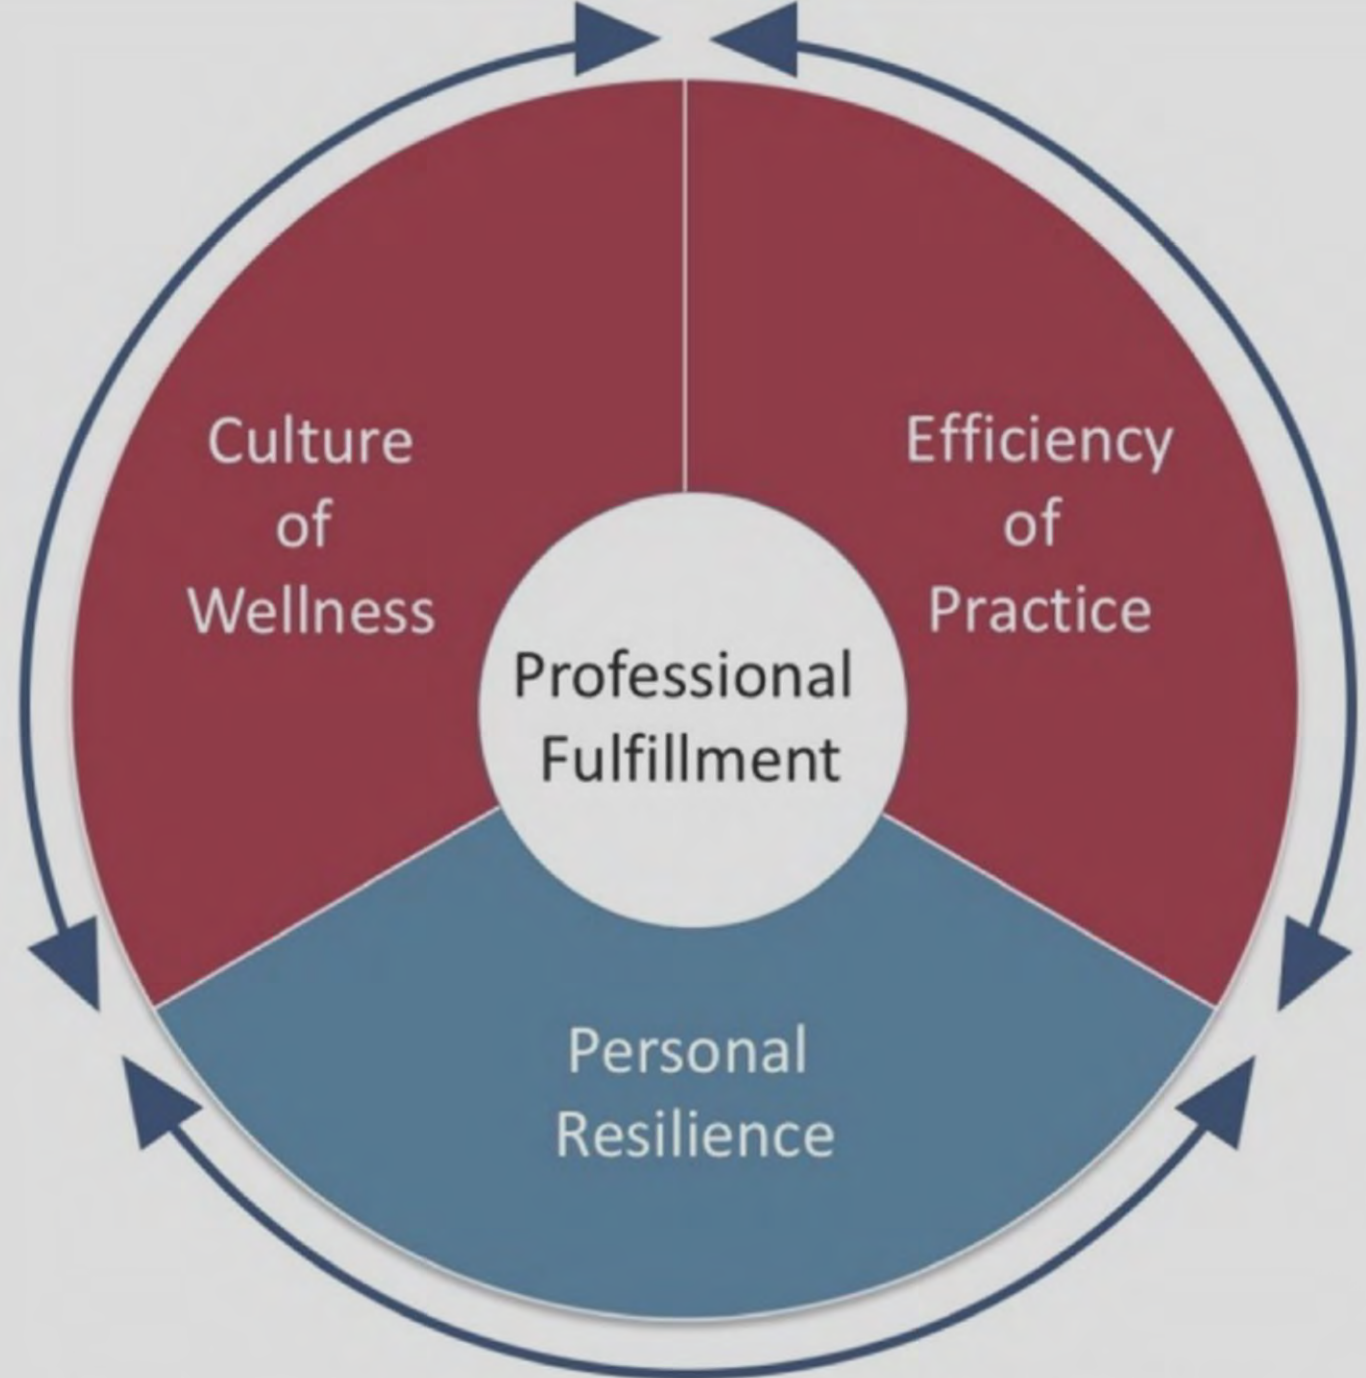 Culture
of
Wellness
Efficiency
of
Practice
Professional
Fulfillment
Personal
Resilience